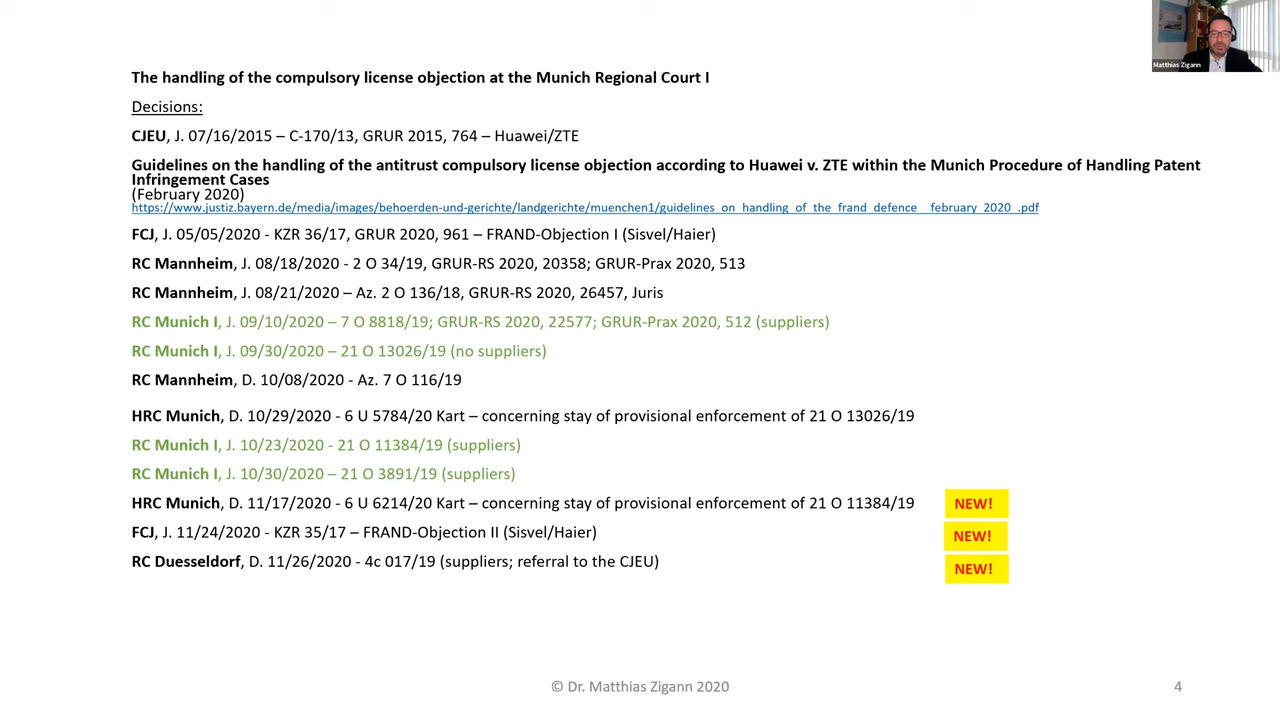 Matthias Zigann
The handling of the compulsory license objection at the Munich Regional Court I
Decisions:
CJEU, J. 07/16/2015 – C-170/13, GRUR 2015, 764 – Huawei/ZTE
Guidelines on the handling of the antitrust compulsory license objection according to Huawei v. ZTE within the Munich Procedure of Handling Patent
Infringement Cases
(February 2020)
https://www.justiz.bayern.de/media/images/behoerden-und-gerichte/landgerichte/muenchen1/guidelines_on_handling_of_the_frand_defence__february_2020_.pdf
FCJ, J. 05/05/2020 - KZR 36/17, GRUR 2020, 961 – FRAND-Objection I (Sisvel/Haier)
RC Mannheim, J. 08/18/2020 - 2 O 34/19, GRUR-RS 2020, 20358; GRUR-Prax 2020, 513
RC Mannheim, J. 08/21/2020 – Az. 2 O 136/18, GRUR-RS 2020, 26457, Juris
RC Munich I, J. 09/10/2020 – 7 O 8818/19; GRUR-RS 2020, 22577; GRUR-Prax 2020, 512 (suppliers)
RC Munich I, J. 09/30/2020 – 21 O 13026/19 (no suppliers)
RC Mannheim, D. 10/08/2020 - Az. 7 O 116/19
HRC Munich, D. 10/29/2020 - 6 U 5784/20 Kart – concerning stay of provisional enforcement of 21 O 13026/19
RC Munich I, J. 10/23/2020 - 21 O 11384/19 (suppliers)
RC Munich I, J. 10/30/2020 – 21 O 3891/19 (suppliers)
HRC Munich, D. 11/17/2020 - 6 U 6214/20 Kart – concerning stay of provisional enforcement of 21 O 11384/19 NEW!
FCJ, J. 11/24/2020 - KZR 35/17 – FRAND-Objection II (Sisvel/Haier) NEW!
RC Duesseldorf, D. 11/26/2020 - 4c 017/19 (suppliers; referral to the CJEU) NEW!
© Dr. Matthias Zigann 2020
4